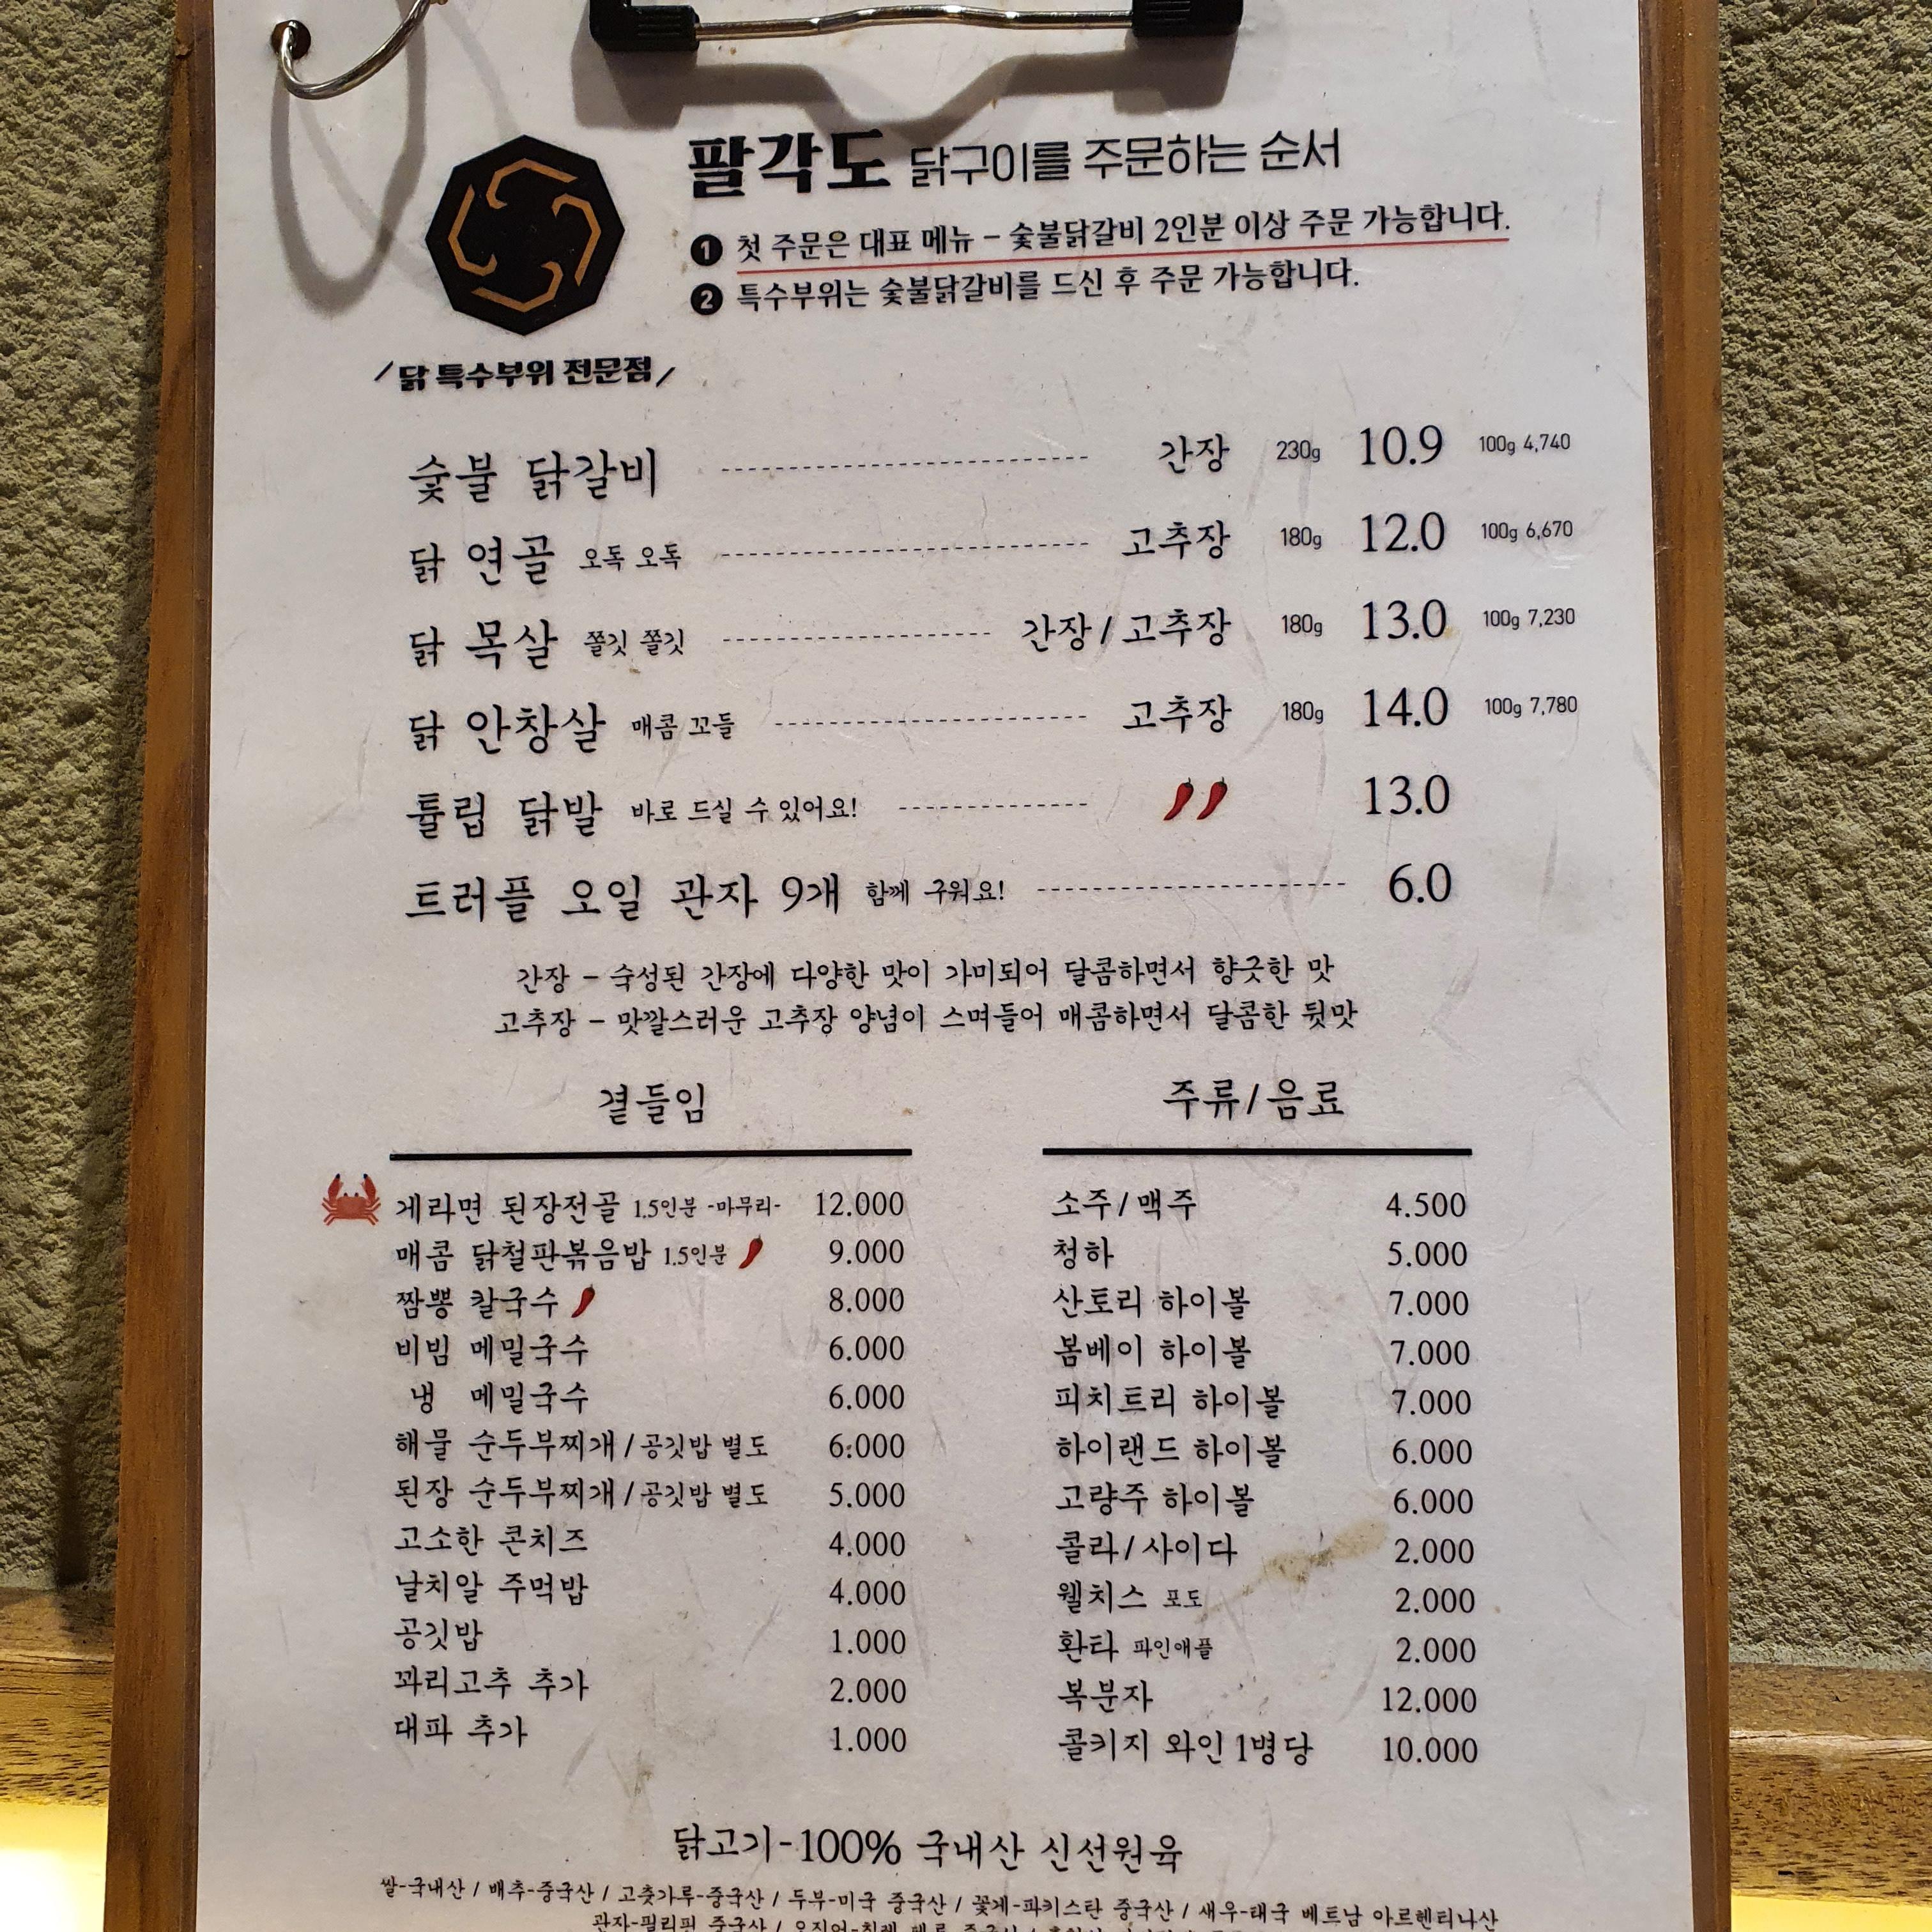 팔각도 닭구이를 주문하는 순서
1 첫 주문은 대표 메뉴 - 숯불닭갈비 2인분 이상 주문 가능합니다.
2 특수부위는 숯불닭갈비를 드신 후 주문 가능합니다.
/ 닭 특수부위 전문점 /
숯불 닭갈비 간장 230g 10.9 100g 4,740
닭 연골 오독 오독 고추장 180g 12.0 100g 6,670
닭 목살 쫄깃 쫄깃 간장 / 고추장 180g 13.0 100g 7,230
닭 안창살 매콤 꼬들 고추장 180g 14.0 100g 7,780
튤립 닭발 바로 드실 수 있어요! 13.0
트러플 오일 관자 9개 함께 구워요! 6.0
간장 - 숙성된 간장에 다양한 맛이 가미되어 달콤하면서 향긋한 맛
고추장 - 맛깔스러운 고추장 양념이 스며들어 매콤하면서 달콤한 뒷맛
곁들임
게라면 된장전골 1.5인분 -마무리- 12.000
매콤 닭철판볶음밥 1.5인분 9.000
짬뽕 칼국수 8.000
비빔 메밀국수 6.000
냉 메밀국수 6.000
해물 순두부찌개 / 공깃밥 별도 6.000
된장 순두부찌개 / 공깃밥 별도 5.000
고소한 콘치즈 4.000
날치알 주먹밥 4.000
공깃밥 1.000
꽈리고추 추가 2.000
대파 추가 1.000
주류/음료
소주/맥주 4.500
청하 5.000
산토리 하이볼 7.000
봄베이 하이볼 7.000
피치트리 하이볼 7.000
하이랜드 하이볼 6.000
고량주 하이볼 6.000
콜라/사이다 2.000
웰치스 포도 2.000
환타 파인애플 2.000
복분자 12.000
콜키지 와인 1병당 10.000
닭고기-100% 국내산 신선원육
쌀-국내산 / 배추-중국산 / 고춧가루-중국산 / 두부-미국 중국산 / 꽃게-파키스탄 중국산 / 새우-태국 베트남 아르헨티나산
관자-필리핀 중국산 / 오징어-칠레 페루 중국산 /